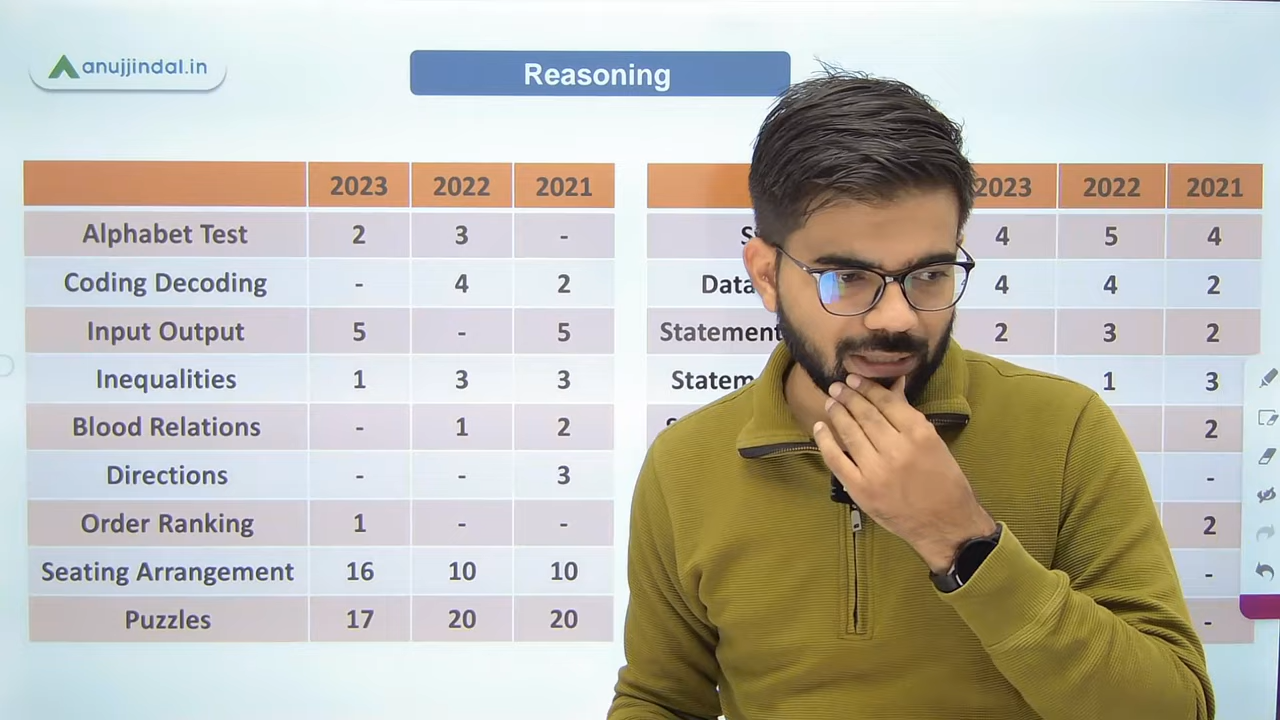 anujjindal.in
Reasoning
2023 2022 2021
Alphabet Test 2 3 -
Coding Decoding - 4 2
Input Output 5 - 5
Inequalities 1 3 3
Blood Relations - 1 2
Directions - - 3
Order Ranking 1 - -
Seating Arrangement 16 10 10
Puzzles 17 20 20
2023 2022 2021
4 5 4
Data 4 4 2
Statement 2 3 2
1 3
2
-
2
-
-